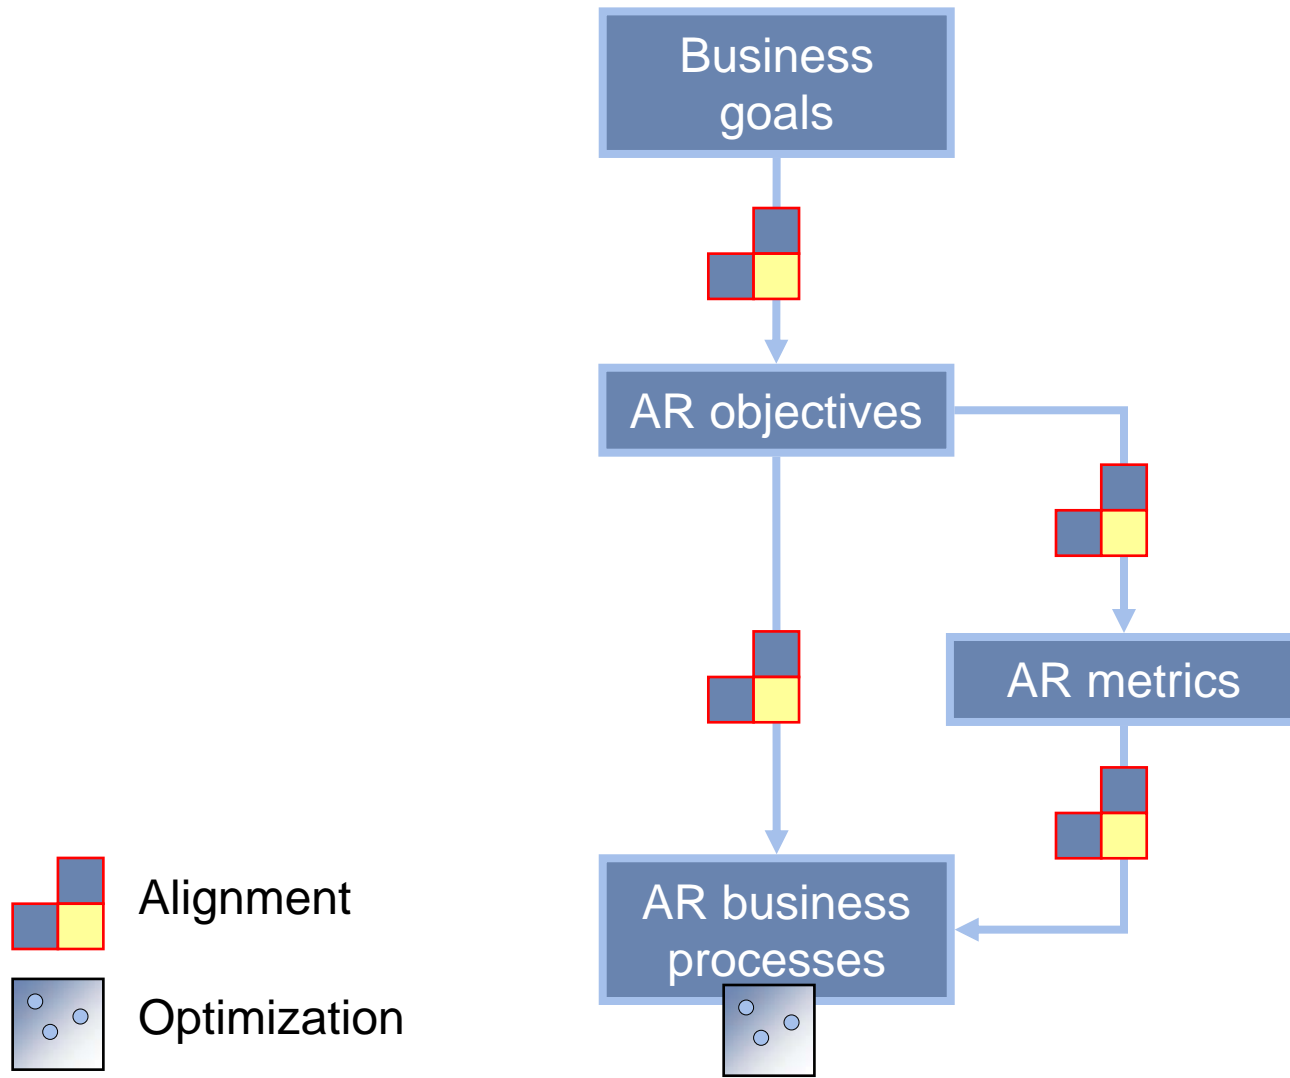 Business
goals
AR objectives
AR metrics
AR business
processes
Alignment
Optimization